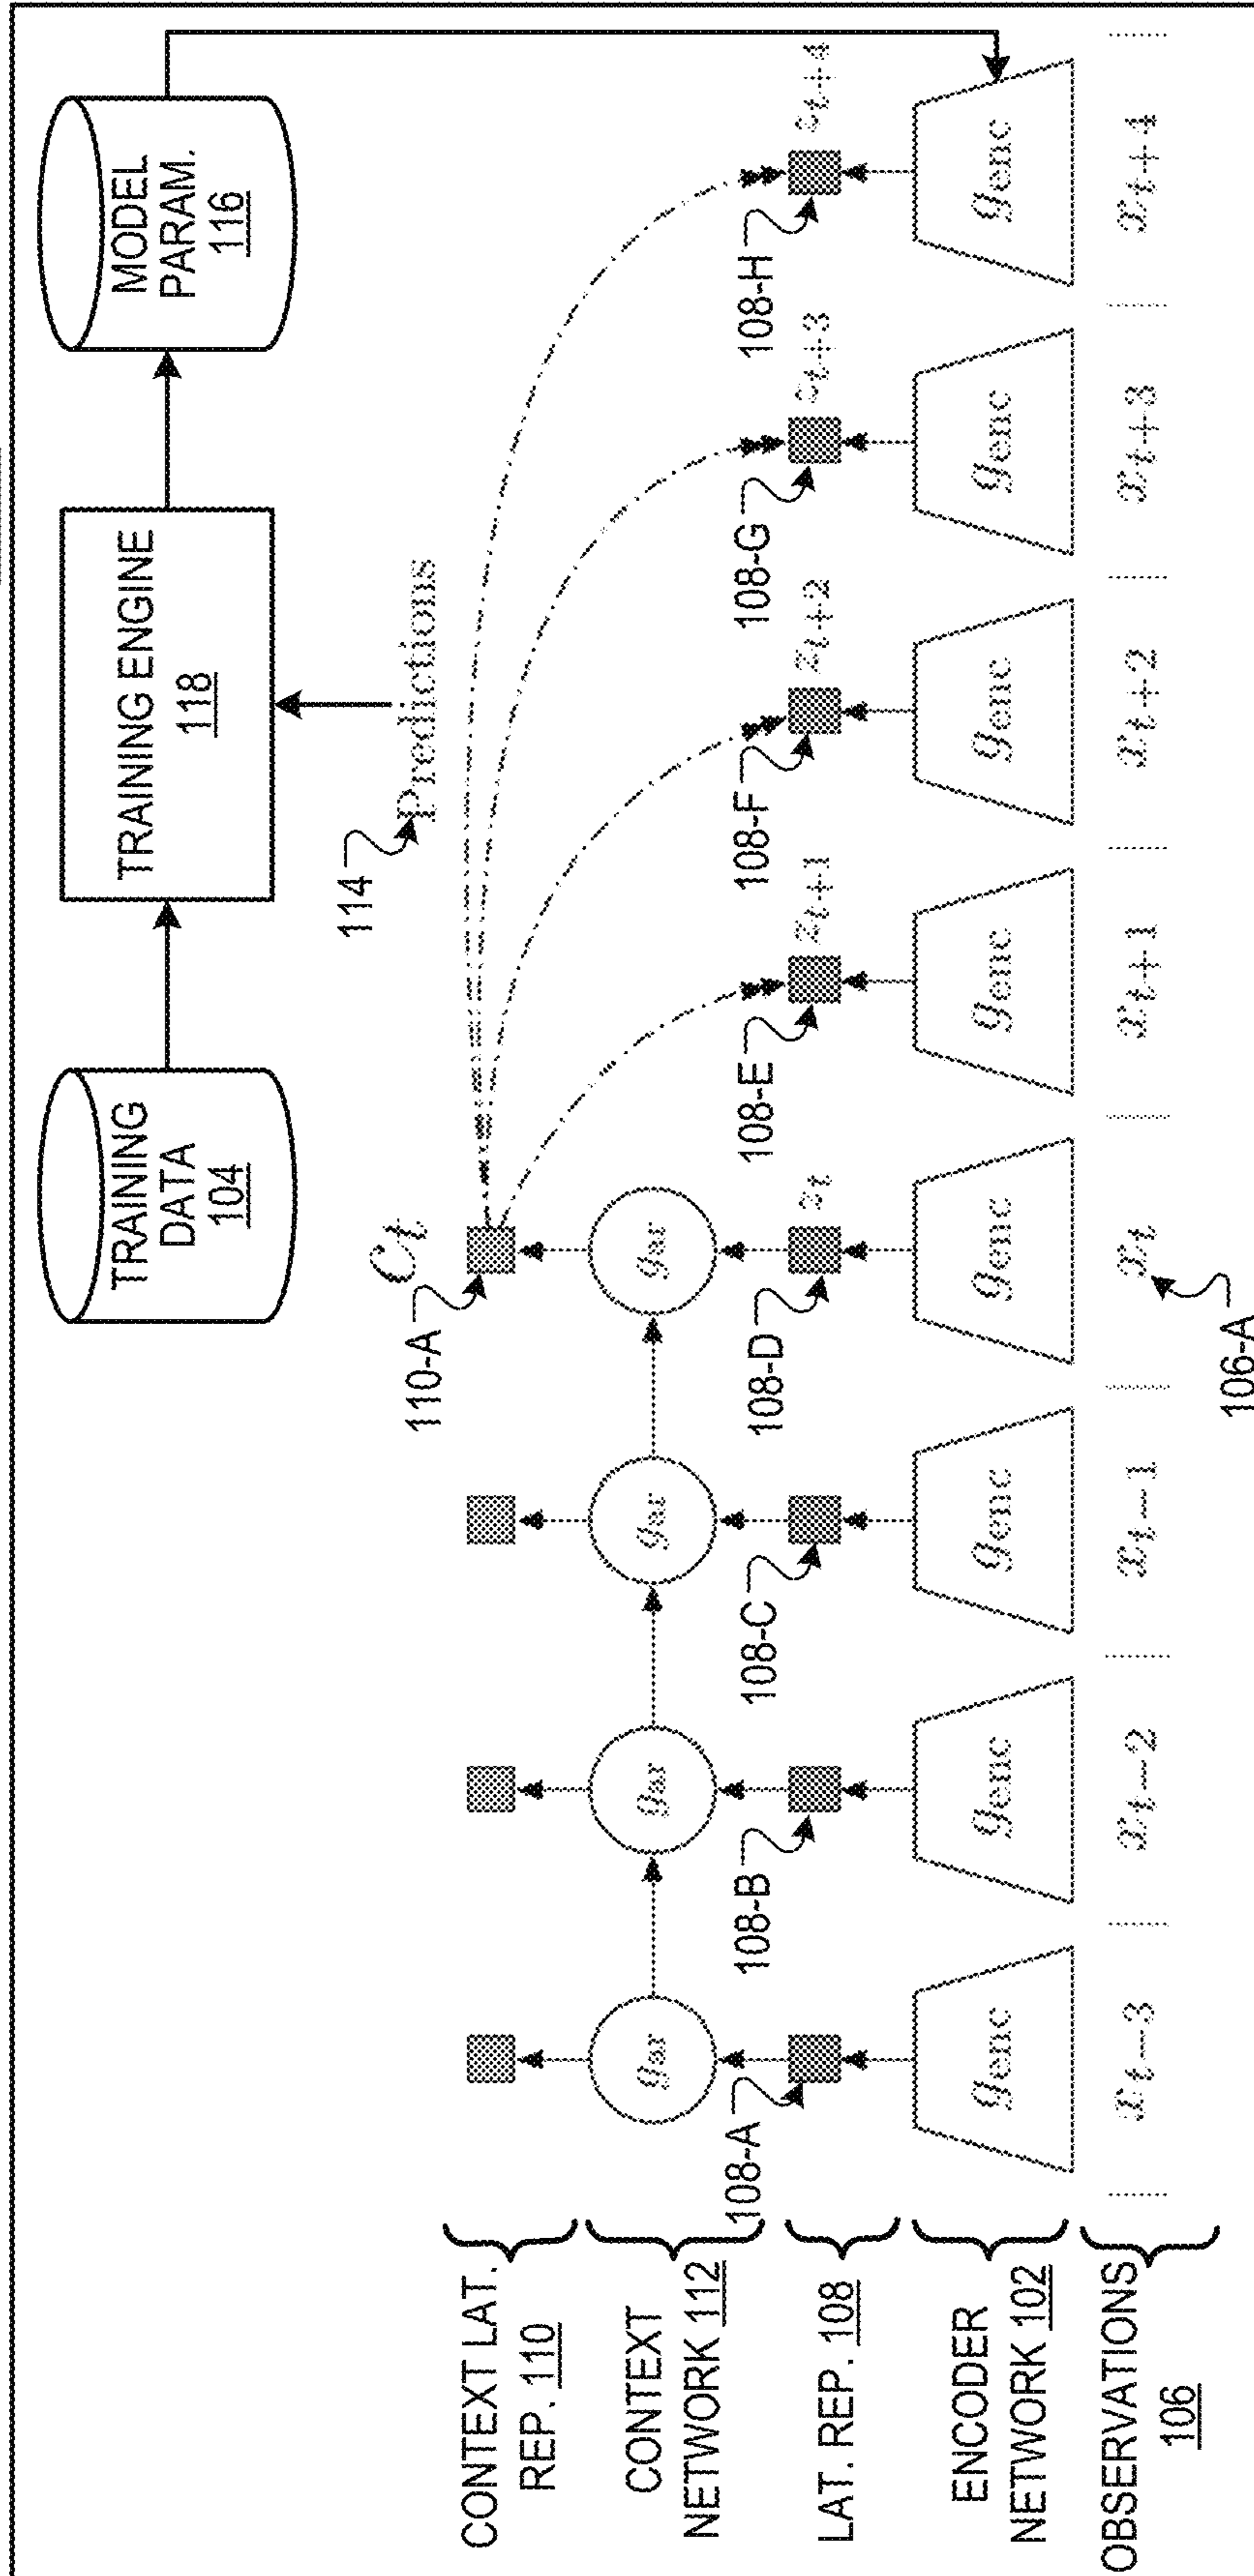 TRAINING
DATA
104
TRAINING ENGINE
118
MODEL
PARAM.
116
114
Predictions
110-A
c_t
CONTEXT LAT.
REP. 110
CONTEXT
NETWORK 112
g_ar g_ar g_ar g_ar
LAT. REP. 108
108-A 108-B 108-C 108-D 108-E 108-F 108-G 108-H
z_t z_{t+1} z_{t+2} z_{t+3} z_{t+4}
ENCODER
NETWORK 102
g_enc g_enc g_enc g_enc g_enc g_enc g_enc g_enc
OBSERVATIONS
106
x_{t-3} x_{t-2} x_{t-1} x_t x_{t+1} x_{t+2} x_{t+3} x_{t+4}
106-A